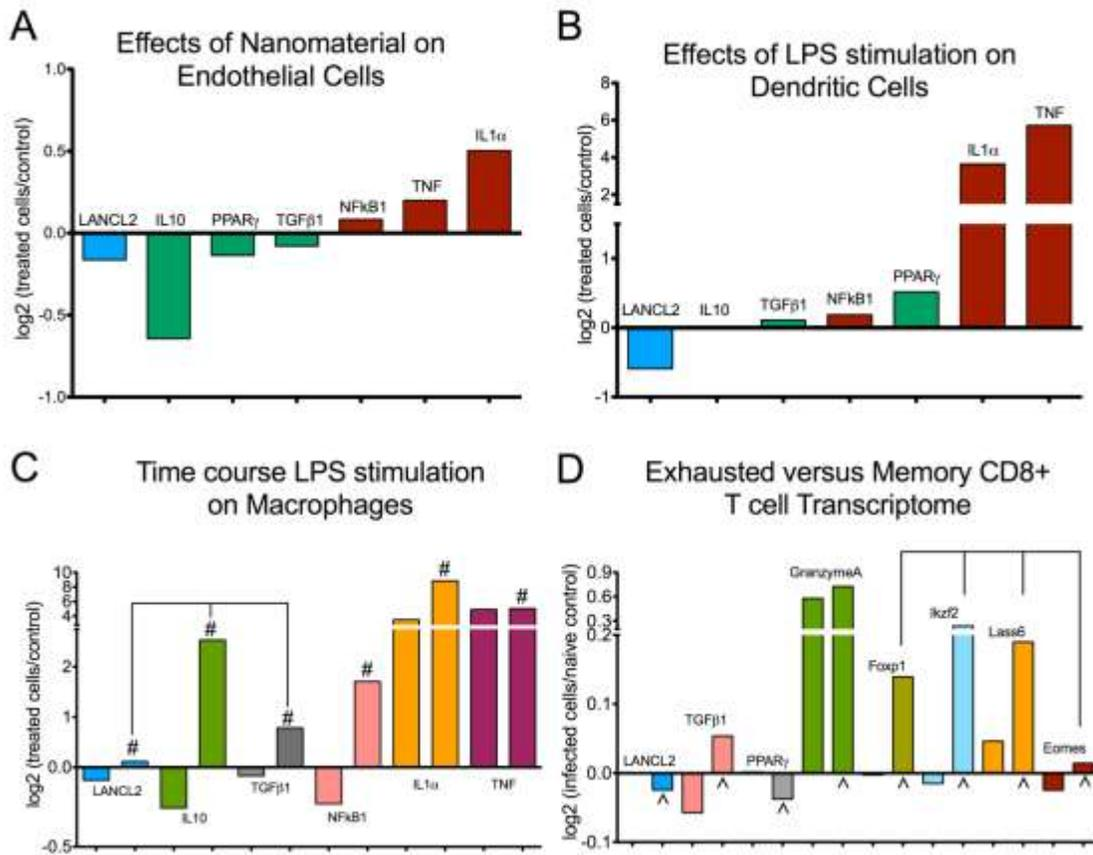 A
Effects of Nanomaterial on
Endothelial Cells
log2 (treated cells/control)
1.0
0.5
0.0
-0.5
-1.0
LANCL2
IL10
PPARγ
TGFβ1
NFkB1
TNF
IL1α
B
Effects of LPS stimulation on
Dendritic Cells
log2 (treated cells/control)
8
6
4
2
1
0
-1
LANCL2
IL10
TGFβ1
NFkB1
PPARγ
IL1α
TNF
C
Time course LPS stimulation
on Macrophages
log2 (treated cells/control)
10
8
6
4
2
1
0.0
-0.5
#
#
#
#
#
#
LANCL2
IL10
TGFβ1
NFkB1
IL1α
TNF
D
Exhausted versus Memory CD8+
T cell Transcriptome
log2 (infected cells/naive control)
0.9
0.6
0.3
0.2
0.1
0.0
-0.1
LANCL2
TGFβ1
PPARγ
GranzymeA
Foxp1
Ikzf2
Lass6
Eomes
^
^
^
^
^
^
^
^